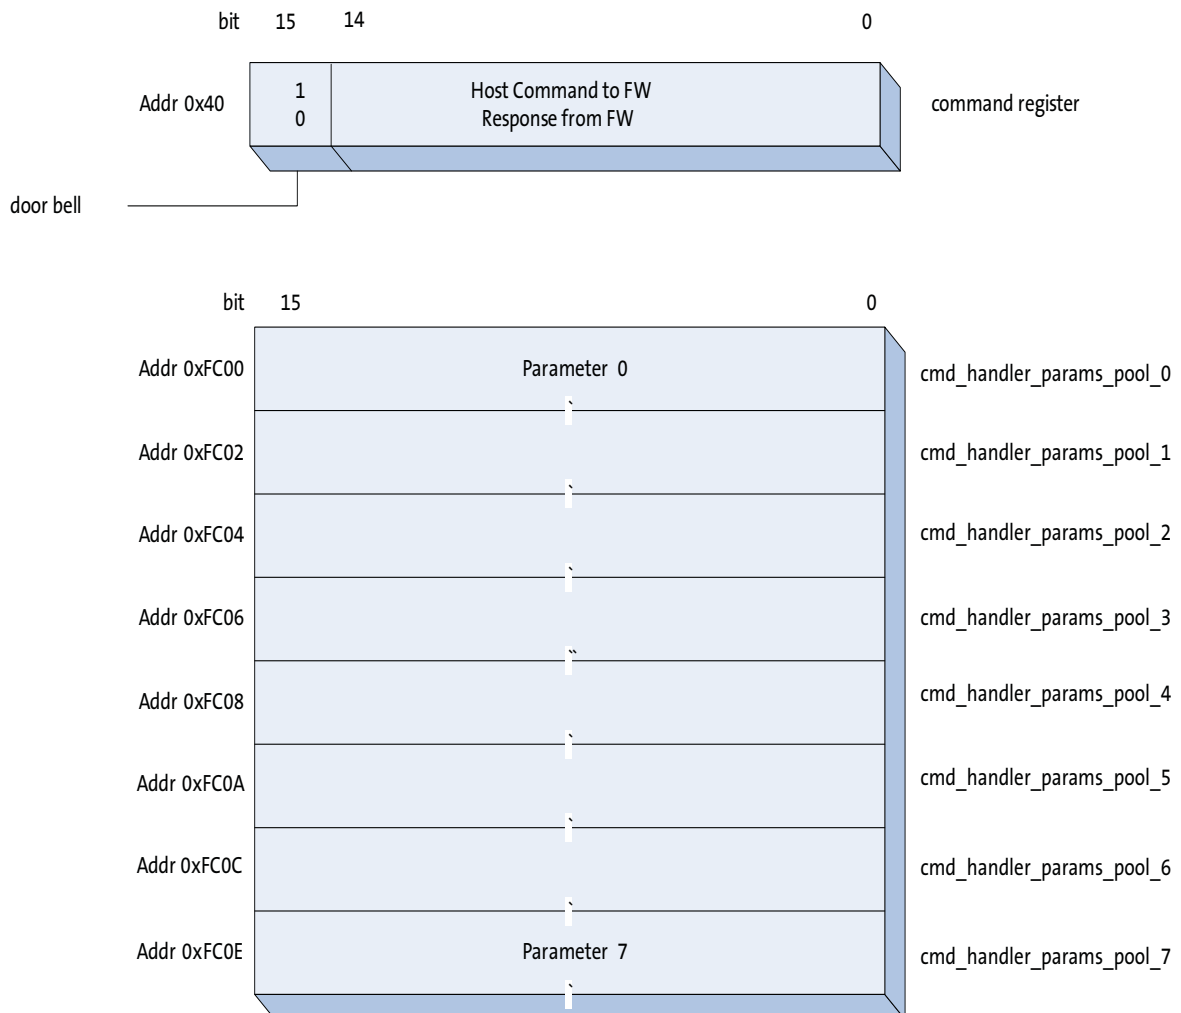 bit 15 14 0
1 Host Command to FW
Addr 0x40 command register
0 Response from FW
door bell
bit 15 0
Addr 0xFC00 Parameter 0 cmd_handler_params_pool_0
Addr 0xFC02 cmd_handler_params_pool_1
Addr 0xFC04 cmd_handler_params_pool_2
Addr 0xFC06 cmd_handler_params_pool_3
Addr 0xFC08 cmd_handler_params_pool_4
Addr 0xFC0A cmd_handler_params_pool_5
Addr 0xFC0C cmd_handler_params_pool_6
Addr 0xFC0E Parameter 7 cmd_handler_params_pool_7